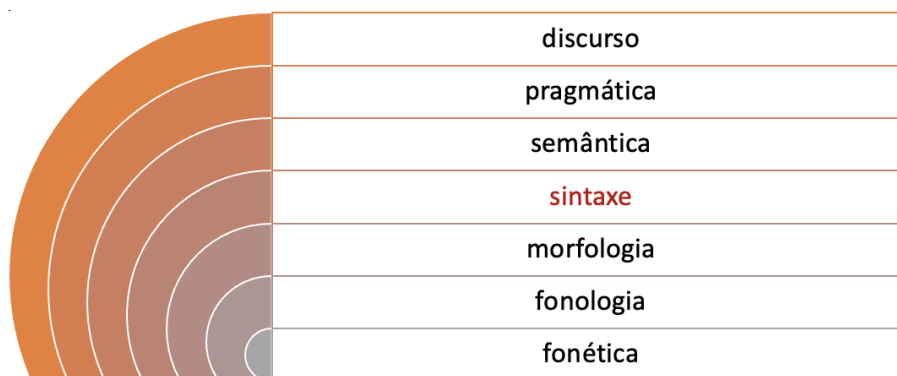 discurso
pragmática
semântica
sintaxe
morfologia
fonologia
fonética